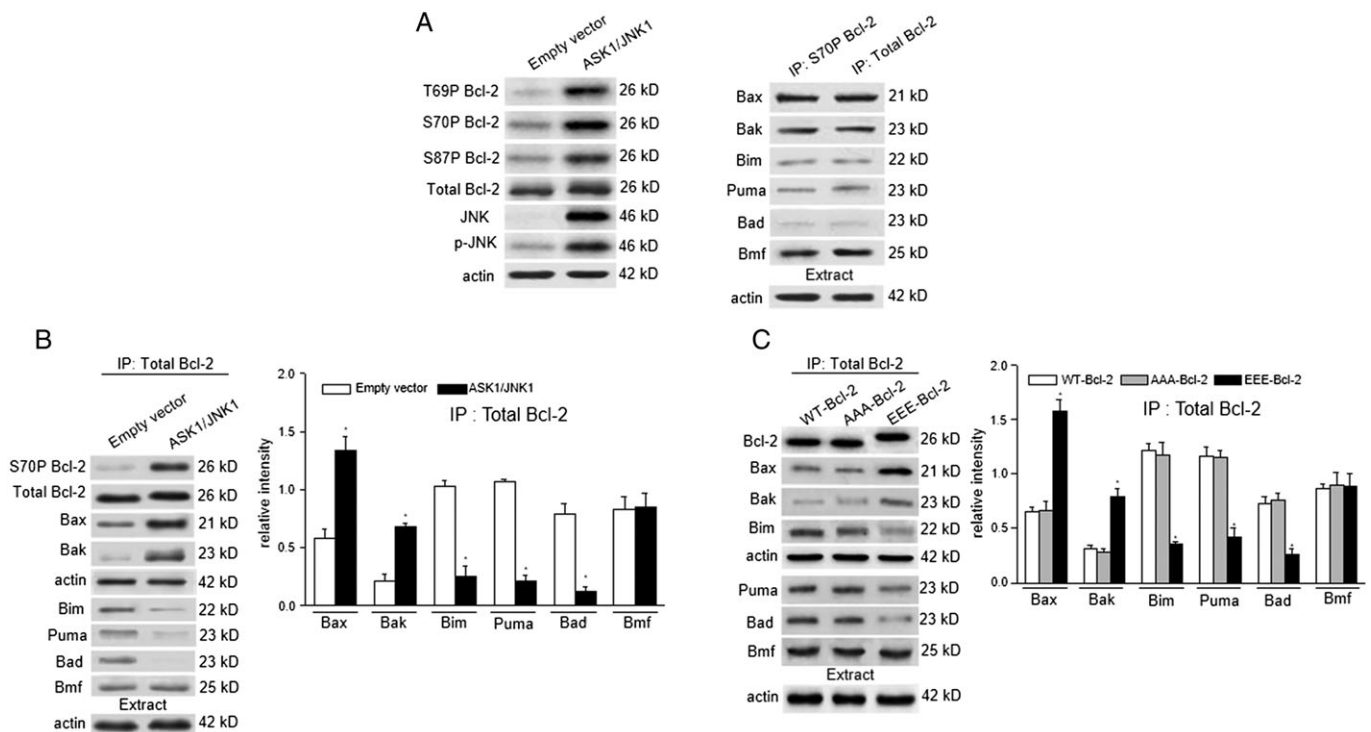 A
Empty vector ASK1/JNK1
T69P Bcl-2 26 kD
S70P Bcl-2 26 kD
S87P Bcl-2 26 kD
Total Bcl-2 26 kD
JNK 46 kD
p-JNK 46 kD
actin 42 kD
IP: S70P Bcl-2 IP: Total Bcl-2
Bax 21 kD
Bak 23 kD
Bim 22 kD
Puma 23 kD
Bad 23 kD
Bmf 25 kD
Extract
actin 42 kD
B
IP: Total Bcl-2
Empty vector ASK1/JNK1
S70P Bcl-2 26 kD
Total Bcl-2 26 kD
Bax 21 kD
Bak 23 kD
actin 42 kD
Bim 22 kD
Puma 23 kD
Bad 23 kD
Bmf 25 kD
Extract
actin 42 kD
Empty vector ASK1/JNK1
IP : Total Bcl-2
relative intensity
2.0
1.5
1.0
0.5
0.0
* * * * *
Bax Bak Bim Puma Bad Bmf
C
IP: Total Bcl-2
WT-Bcl-2 AAA-Bcl-2 EEE-Bcl-2
Bcl-2 26 kD
Bax 21 kD
Bak 23 kD
Bim 22 kD
actin 42 kD
Puma 23 kD
Bad 23 kD
Bmf 25 kD
Extract
actin 42 kD
WT-Bcl-2 AAA-Bcl-2 EEE-Bcl-2
IP : Total Bcl-2
relative intensity
2.0
1.5
1.0
0.5
0.0
* * * * *
Bax Bak Bim Puma Bad Bmf